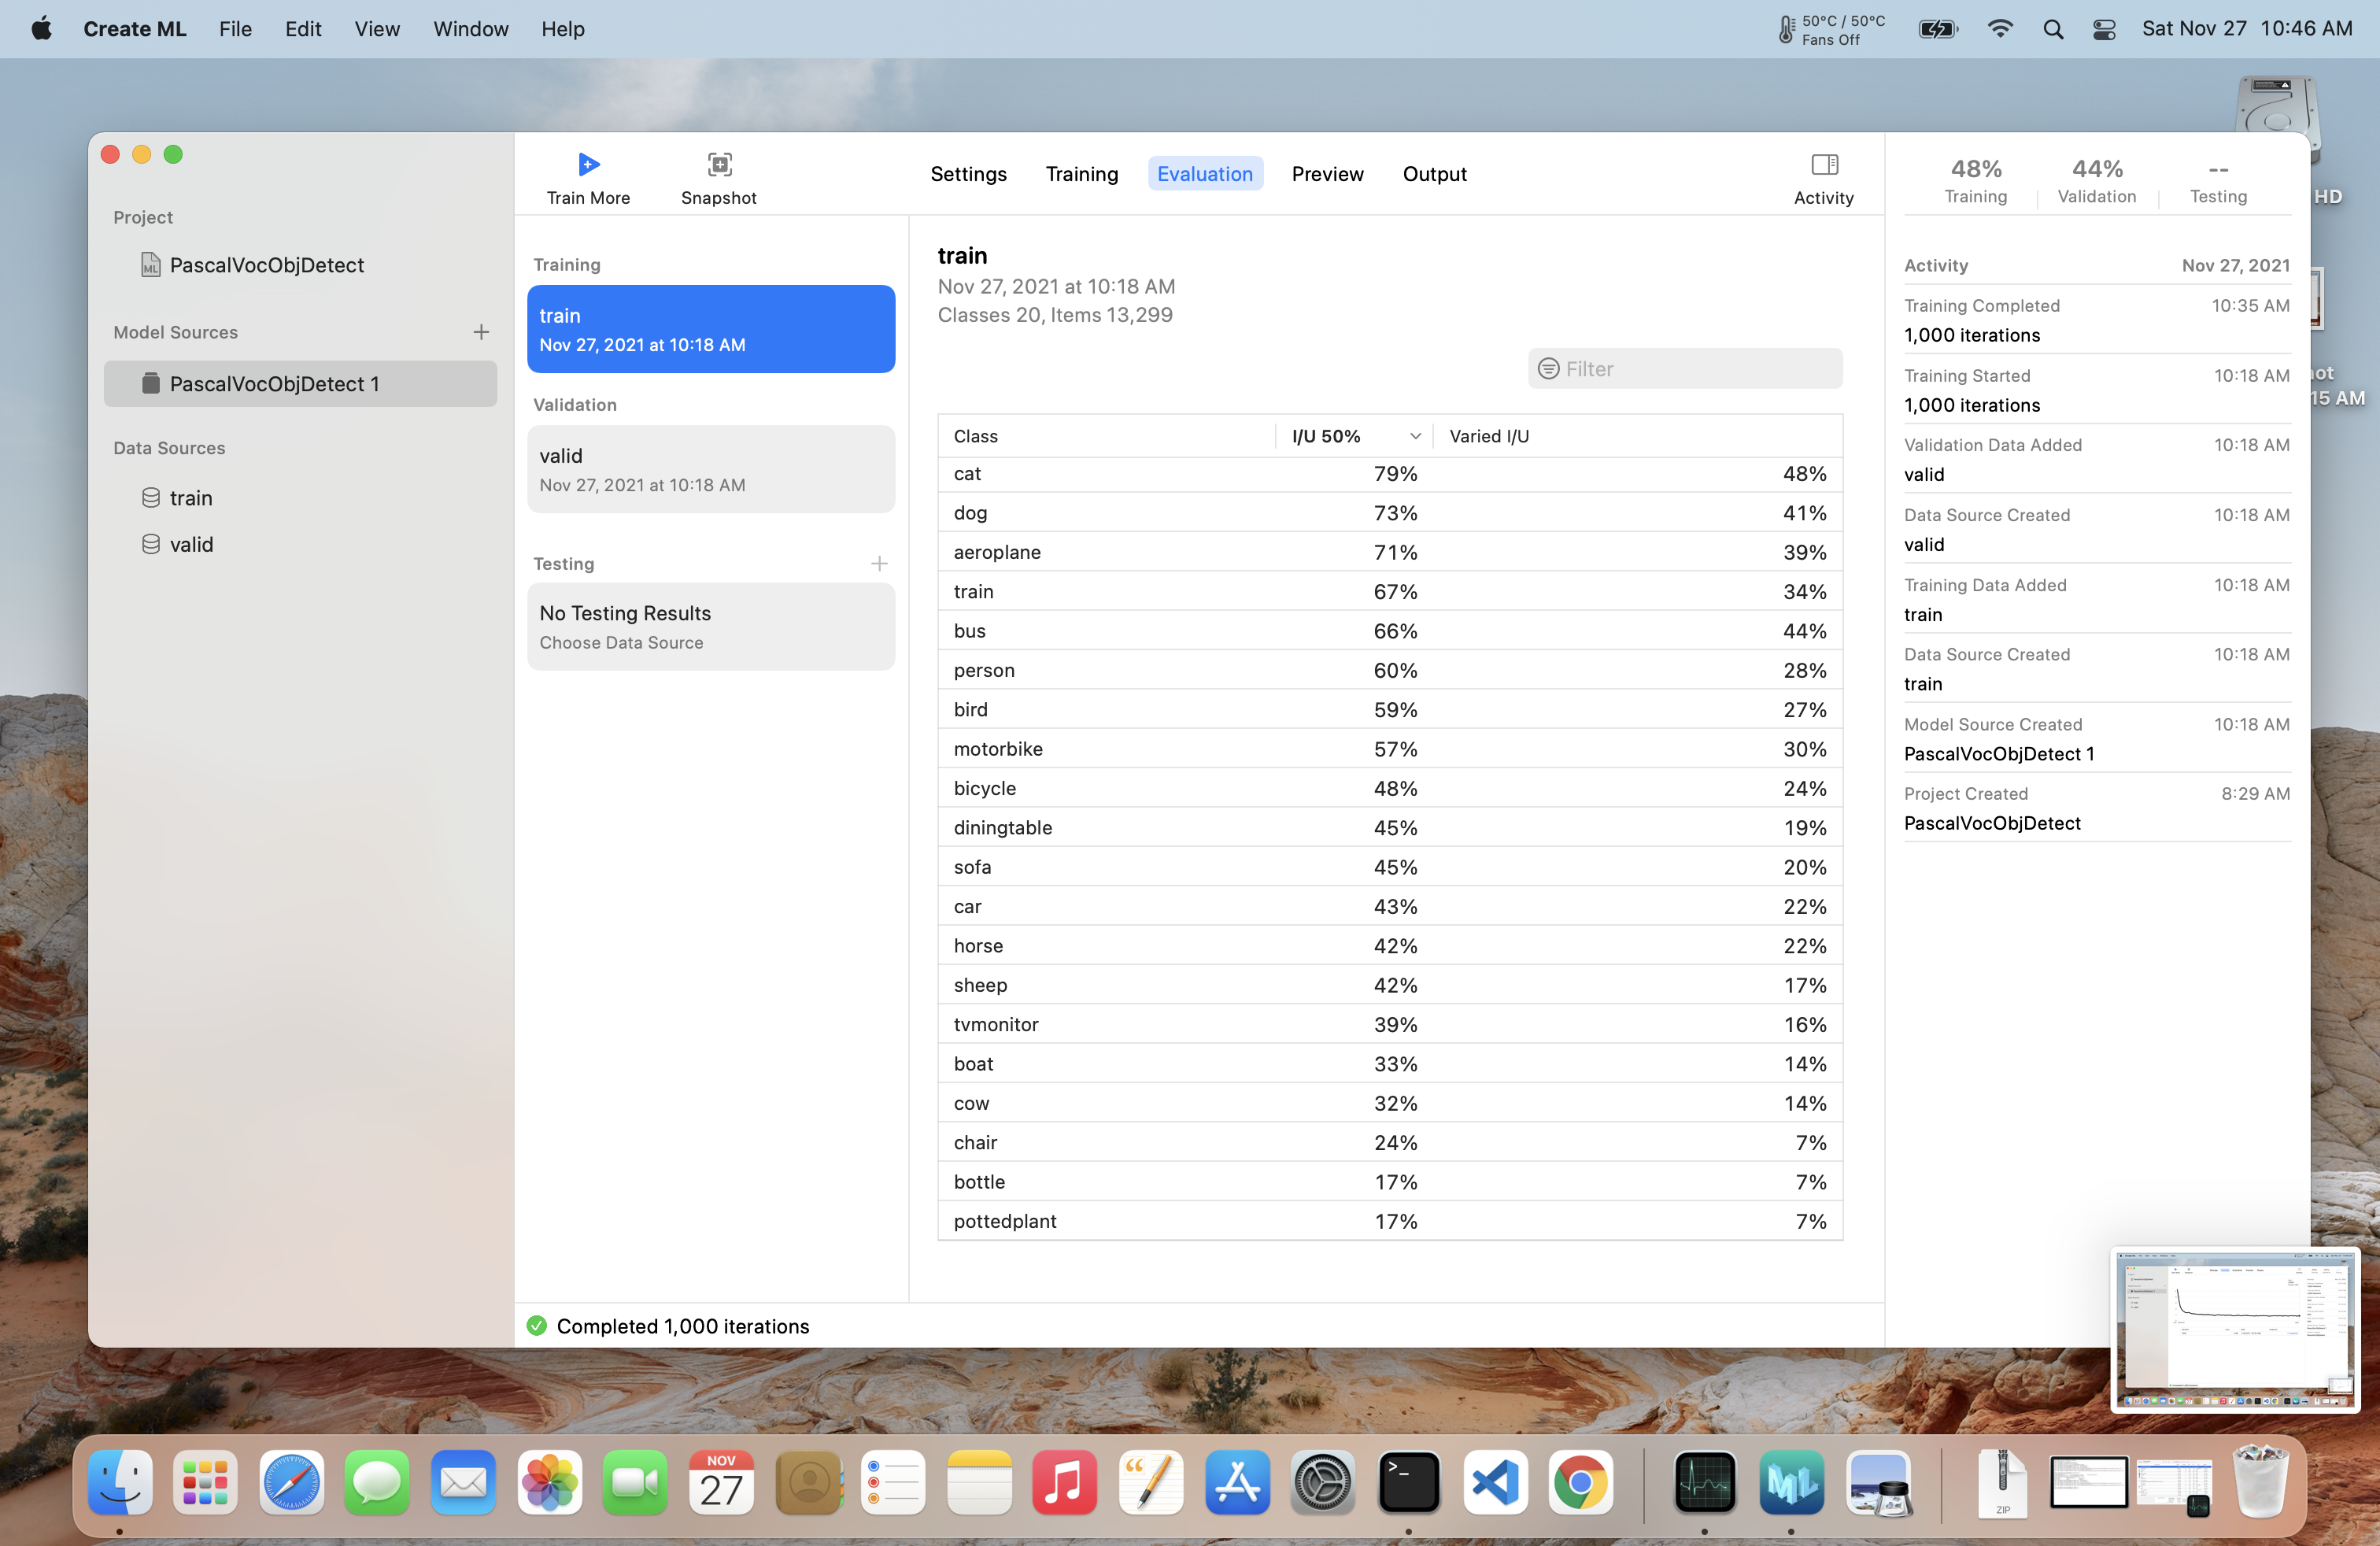 Create ML File Edit View Window Help
50°C / 50°C
Fans Off
Sat Nov 27 10:46 AM
HD
15 AM
Project
PascalVocObjDetect
Model Sources
PascalVocObjDetect 1
Data Sources
train
valid
Train More
Snapshot
Settings Training Evaluation Preview Output
Activity
Training
train
Nov 27, 2021 at 10:18 AM
Validation
valid
Nov 27, 2021 at 10:18 AM
Testing
No Testing Results
Choose Data Source
train
Nov 27, 2021 at 10:18 AM
Classes 20, Items 13,299
Filter
Class I/U 50% Varied I/U
cat 79% 48%
dog 73% 41%
aeroplane 71% 39%
train 67% 34%
bus 66% 44%
person 60% 28%
bird 59% 27%
motorbike 57% 30%
bicycle 48% 24%
diningtable 45% 19%
sofa 45% 20%
car 43% 22%
horse 42% 22%
sheep 42% 17%
tvmonitor 39% 16%
boat 33% 14%
cow 32% 14%
chair 24% 7%
bottle 17% 7%
pottedplant 17% 7%
Completed 1,000 iterations
48% 44% --
Training Validation Testing
Activity Nov 27, 2021
Training Completed 10:35 AM
1,000 iterations
Training Started 10:18 AM
1,000 iterations
Validation Data Added 10:18 AM
valid
Data Source Created 10:18 AM
valid
Training Data Added 10:18 AM
train
Data Source Created 10:18 AM
train
Model Source Created 10:18 AM
PascalVocObjDetect 1
Project Created 8:29 AM
PascalVocObjDetect
NOV
27
ML
ZIP